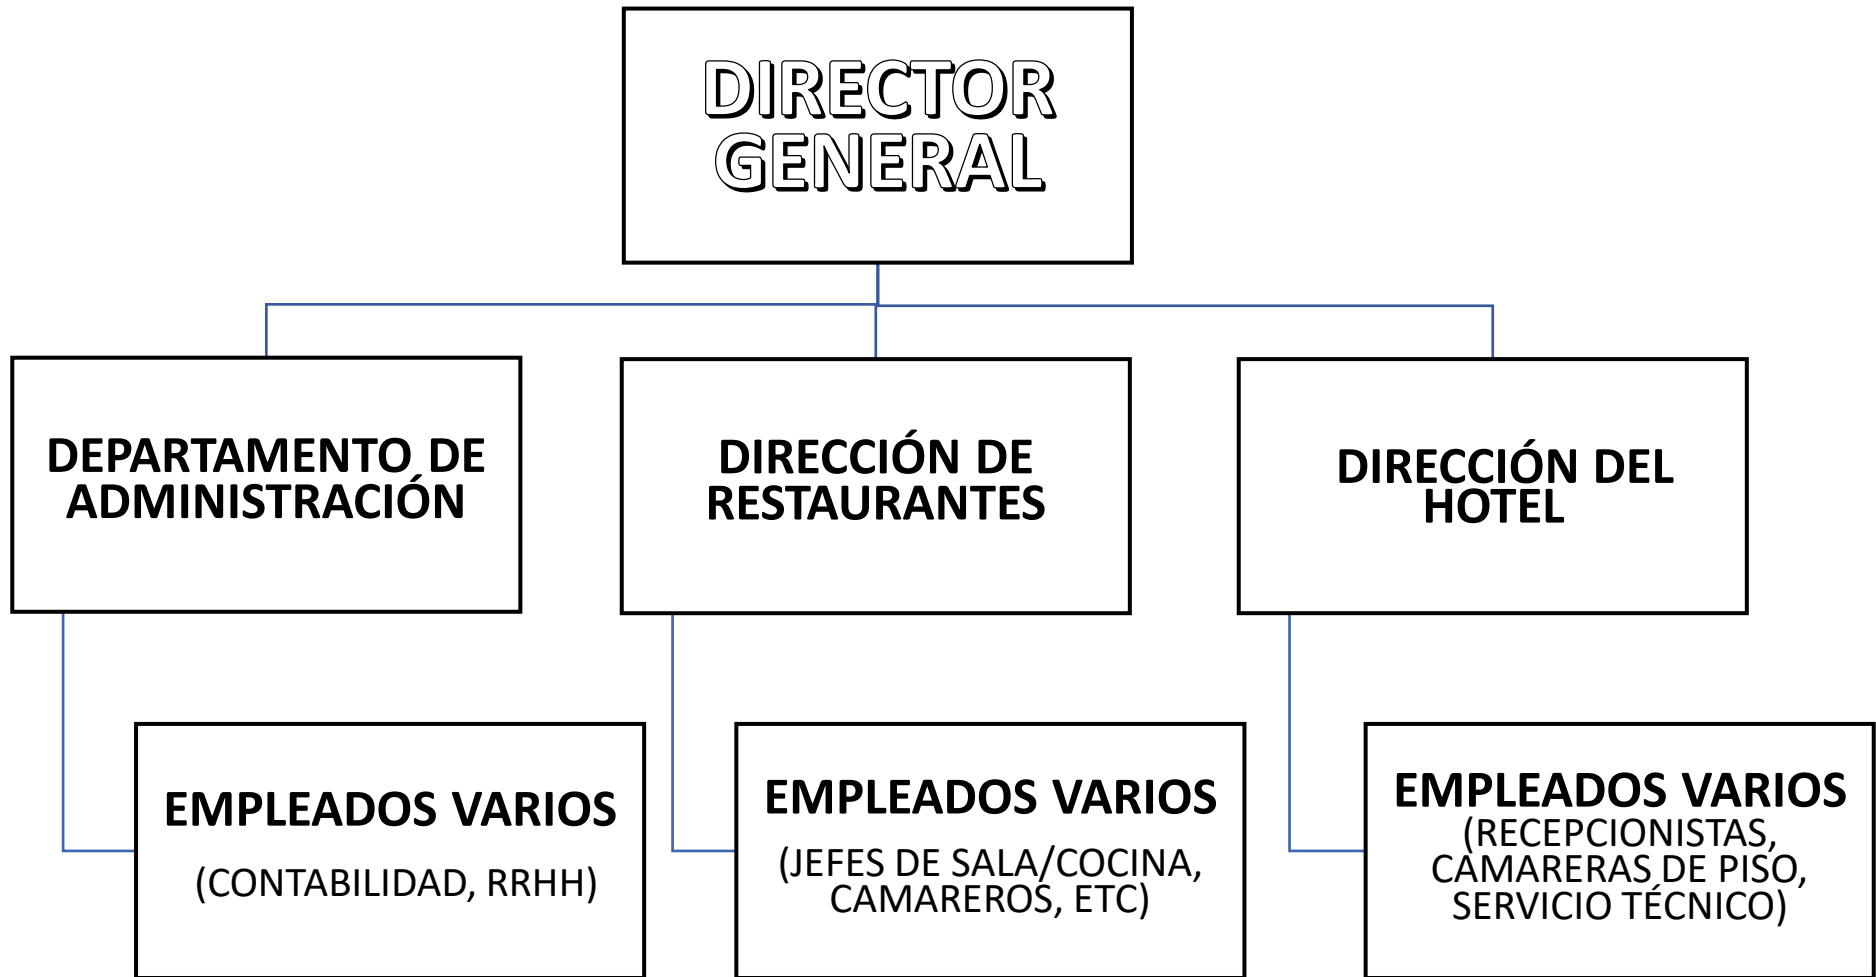 DIRECTOR
GENERAL
DEPARTAMENTO DE
ADMINISTRACIÓN
DIRECCIÓN DE
RESTAURANTES
DIRECCIÓN DEL
HOTEL
EMPLEADOS VARIOS
(CONTABILIDAD, RRHH)
EMPLEADOS VARIOS
(JEFES DE SALA/COCINA,
CAMAREROS, ETC)
EMPLEADOS VARIOS
(RECEPCIONISTAS,
CAMARERAS DE PISO,
SERVICIO TÉCNICO)